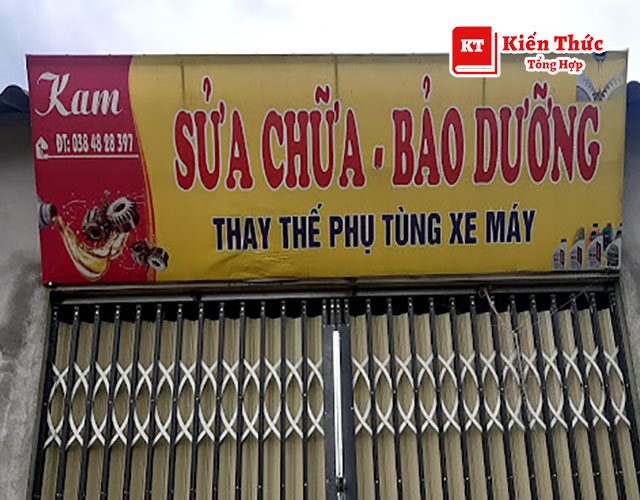 KT
Kiến Thức
Tổng Hợp
Kam
ĐT: 038 48 28 397
SỬA CHỮA - BẢO DƯỠNG
THAY THẾ PHỤ TÙNG XE MÁY